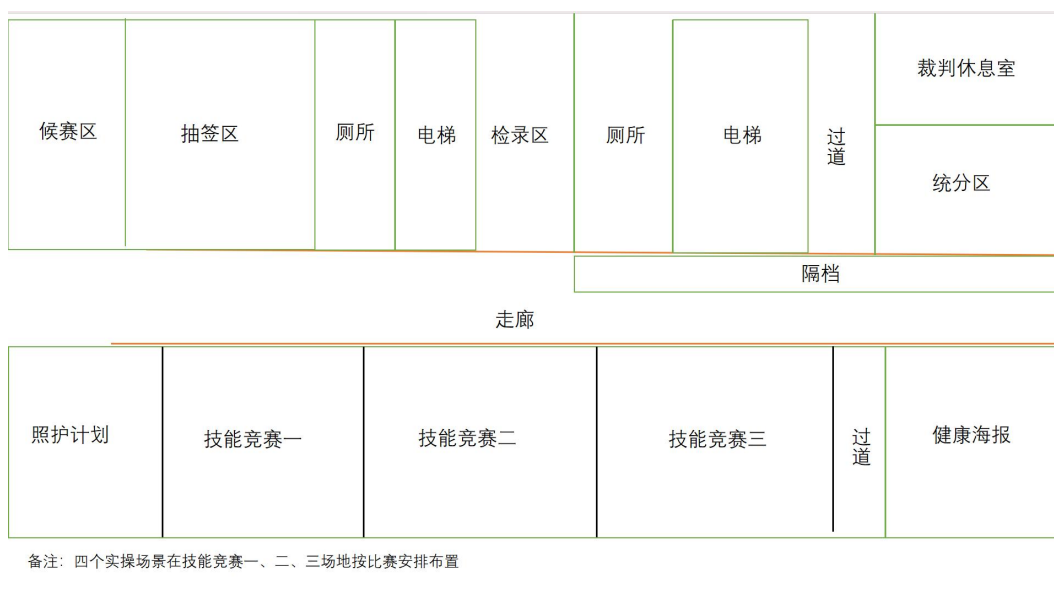 候赛区
抽签区
厕所
电梯
检录区
厕所
电梯
过道
裁判休息室
统分区
隔档
走廊
照护计划
技能竞赛一
技能竞赛二
技能竞赛三
过道
健康海报
备注：四个实操场景在技能竞赛一、二、三场地按比赛安排布置